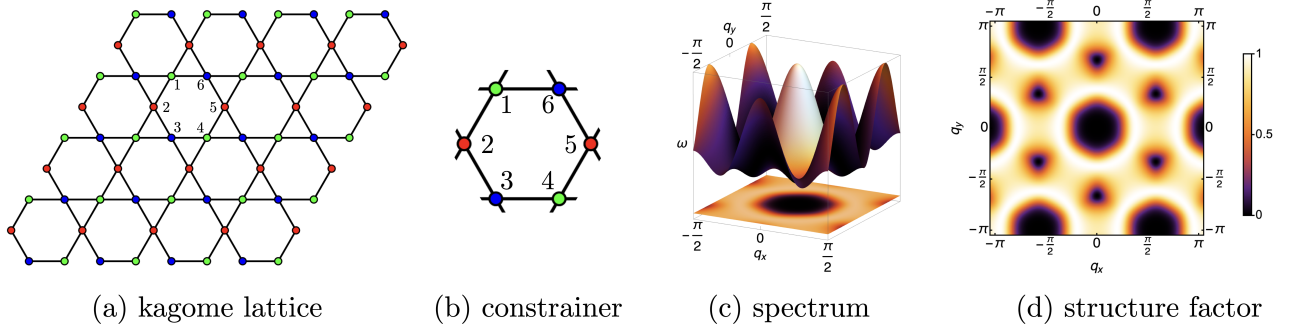 1 6
2 5
3 4
(a) kagome lattice
1 6
2 5
3 4
(b) constrainer
π/2
q_y
0
-π/2
ω
-π/2
0
q_x
π/2
(c) spectrum
-π -π/2 0 π/2 π
π π
π/2 π/2
q_y 0 0
-π/2 -π/2
-π -π
-π -π/2 0 π/2 π
q_x
1
0.5
0
(d) structure factor